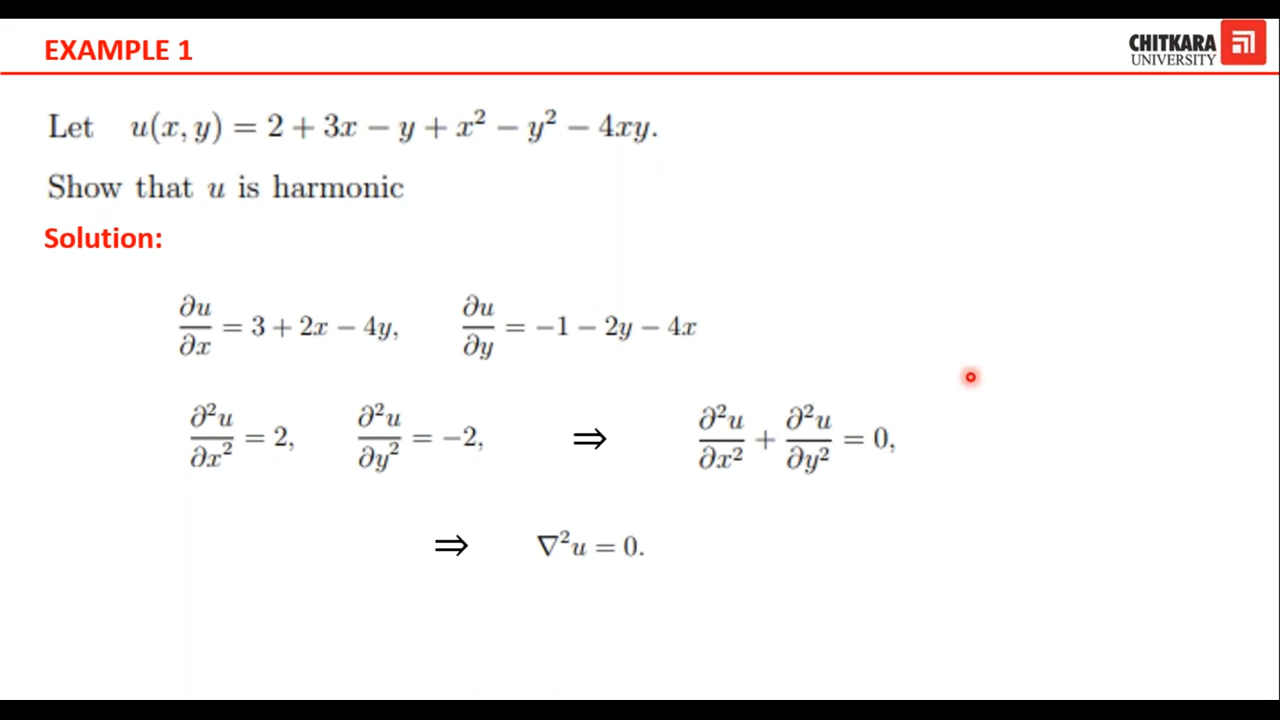 EXAMPLE 1
CHITKARA
UNIVERSITY
Let u(x, y) = 2 + 3x − y + x² − y² − 4xy.
Show that u is harmonic
Solution:
∂u/∂x = 3 + 2x − 4y, ∂u/∂y = −1 − 2y − 4x
∂²u/∂x² = 2, ∂²u/∂y² = −2, ⇒ ∂²u/∂x² + ∂²u/∂y² = 0,
⇒ ∇²u = 0.